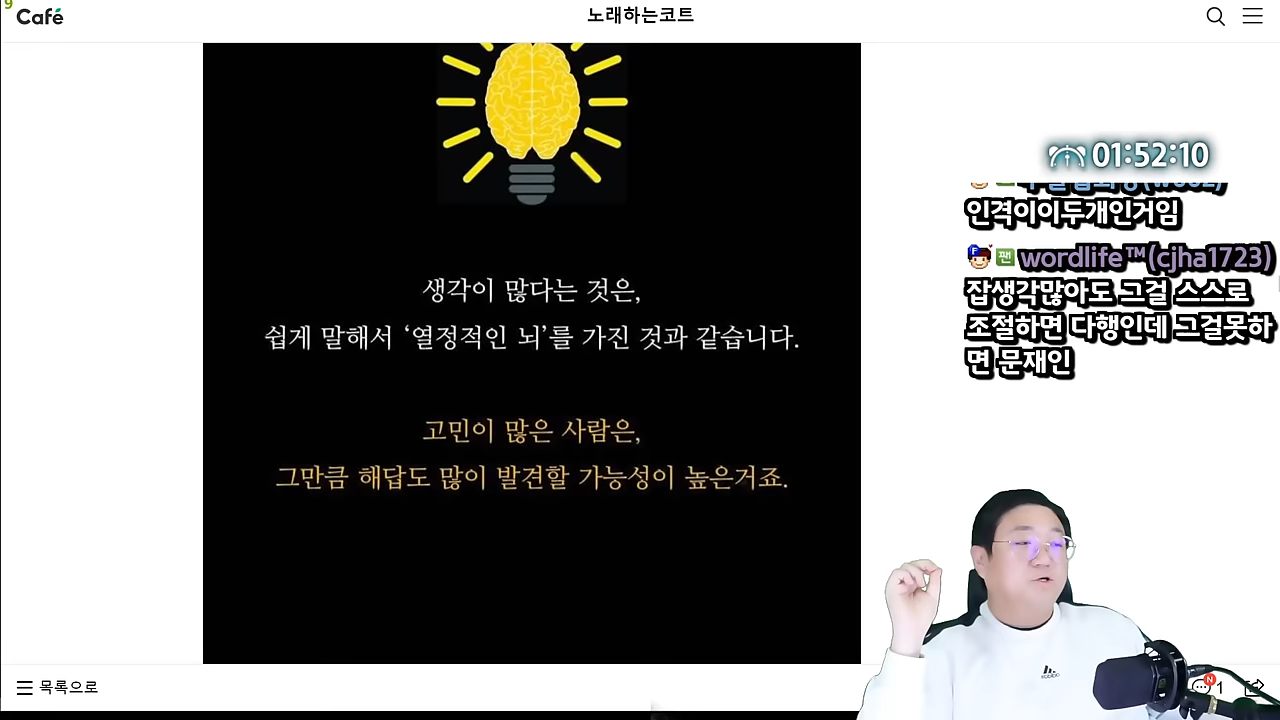 Café
노래하는코트
생각이 많다는 것은,
쉽게 말해서 ‘열정적인 뇌’를 가진 것과 같습니다.
고민이 많은 사람은,
그만큼 해답도 많이 발견할 가능성이 높은거죠.
01:52:10
인격이이두개인거임
F 팬 wordlife™(cjha1723)
잡생각많아도 그걸 스스로
조절하면 다행인데 그걸못하
면 문재인
목록으로
N
1